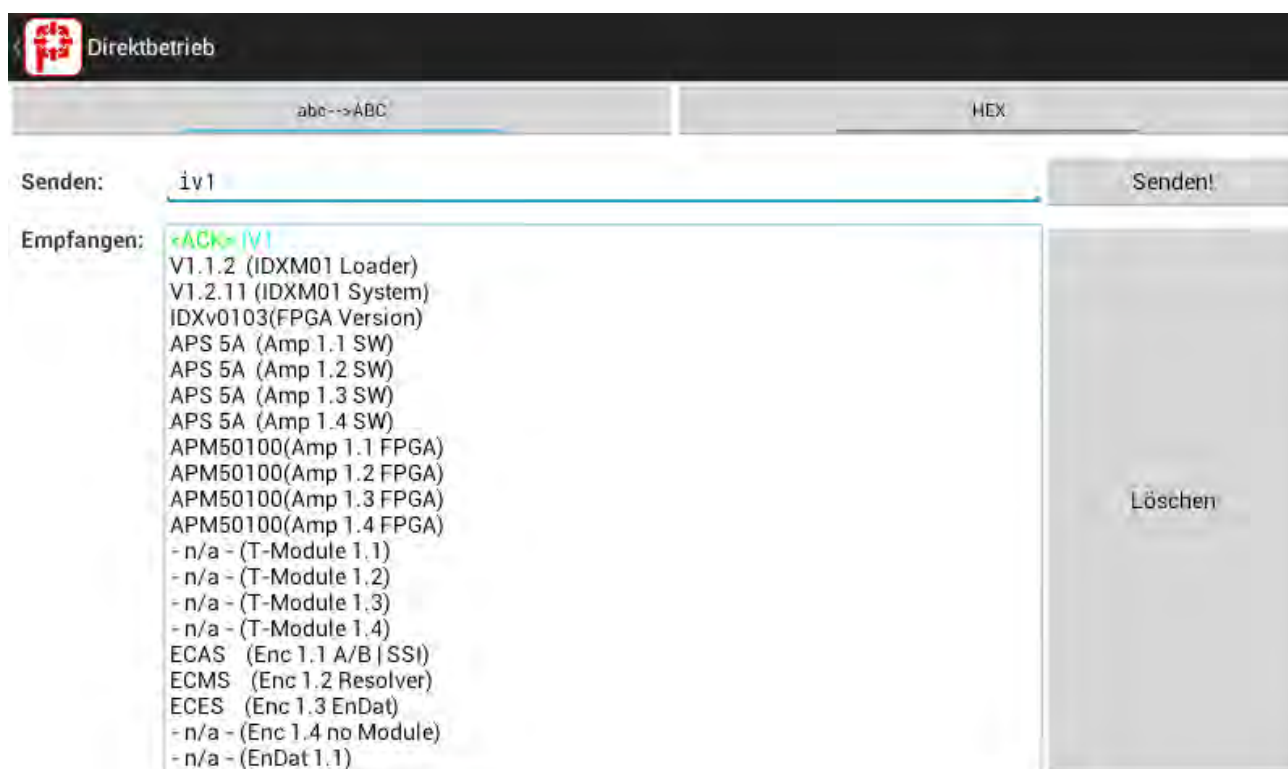 Direktbetrieb
abc-->ABC
HEX
Senden:
iv1
Senden!
Empfangen:
<ACK> IV1
V1.1.2 (IDXM01 Loader)
V1.2.11 (IDXM01 System)
IDXv0103(FPGA Version)
APS 5A (Amp 1.1 SW)
APS 5A (Amp 1.2 SW)
APS 5A (Amp 1.3 SW)
APS 5A (Amp 1.4 SW)
APM50100(Amp 1.1 FPGA)
APM50100(Amp 1.2 FPGA)
APM50100(Amp 1.3 FPGA)
APM50100(Amp 1.4 FPGA)
- n/a - (T-Module 1.1)
- n/a - (T-Module 1.2)
- n/a - (T-Module 1.3)
- n/a - (T-Module 1.4)
ECAS (Enc 1.1 A/B | SSI)
ECMS (Enc 1.2 Resolver)
ECES (Enc 1.3 EnDat)
- n/a - (Enc 1.4 no Module)
- n/a - (EnDat 1.1)
Löschen